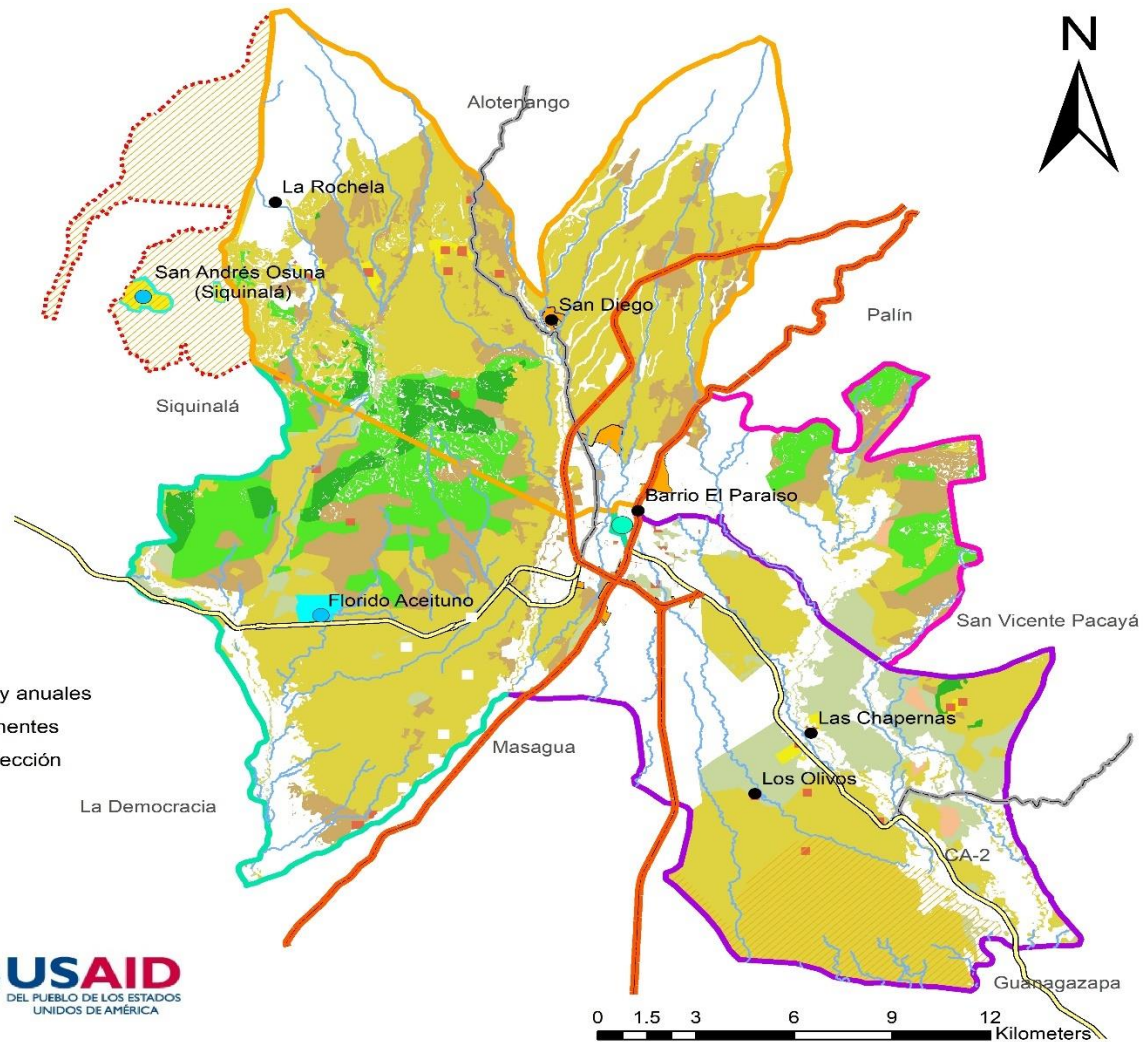 N
Alotenango
La Rochela
San Andrés Osuna
(Siquinalá)
San Diego
Palín
Siquinalá
Barrio El Paraiso
Florido Aceituno
San Vicente Pacayá
y anuales
mentes
ección
Las Chapernas
Masagua
Los Olivos
La Democracia
CA-2
USAID
DEL PUEBLO DE LOS ESTADOS
UNIDOS DE AMÉRICA
Guanagazapa
0 1.5 3 6 9 12
Kilometers